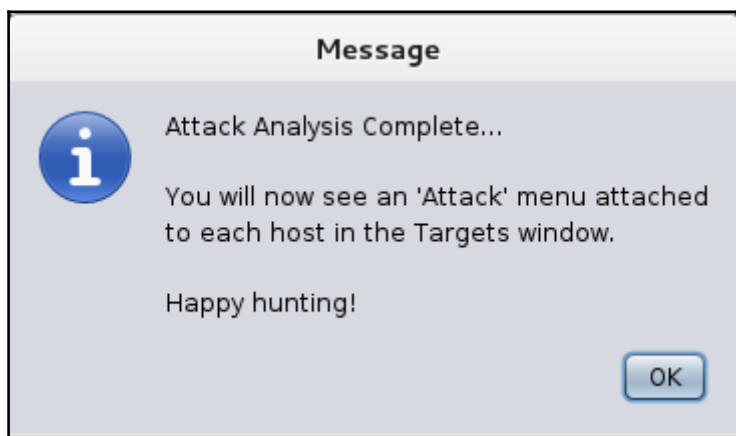 Message
Attack Analysis Complete...
You will now see an 'Attack' menu attached
to each host in the Targets window.
Happy hunting!
OK